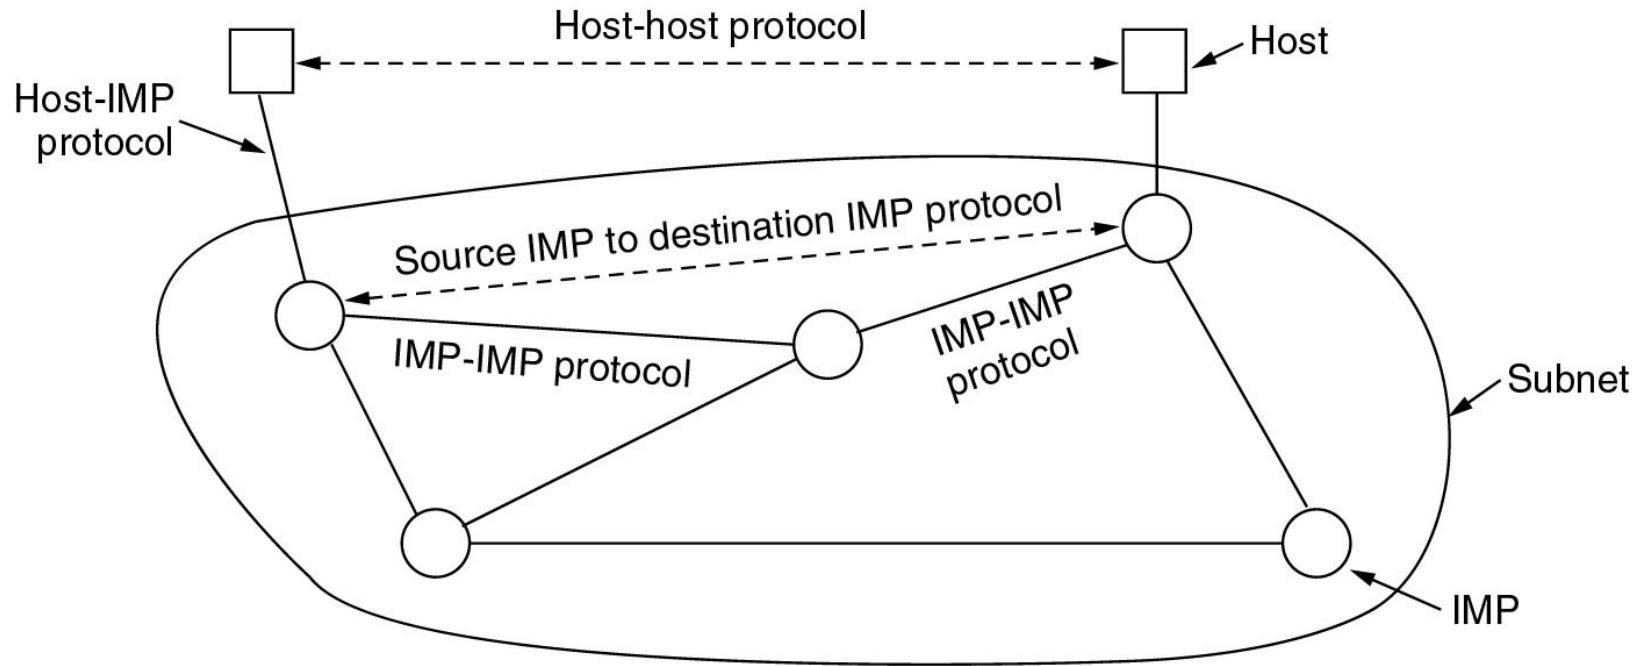 Host-host protocol
Host
Host-IMP
protocol
Source IMP to destination IMP protocol
IMP-IMP protocol
IMP-IMP
protocol
Subnet
IMP